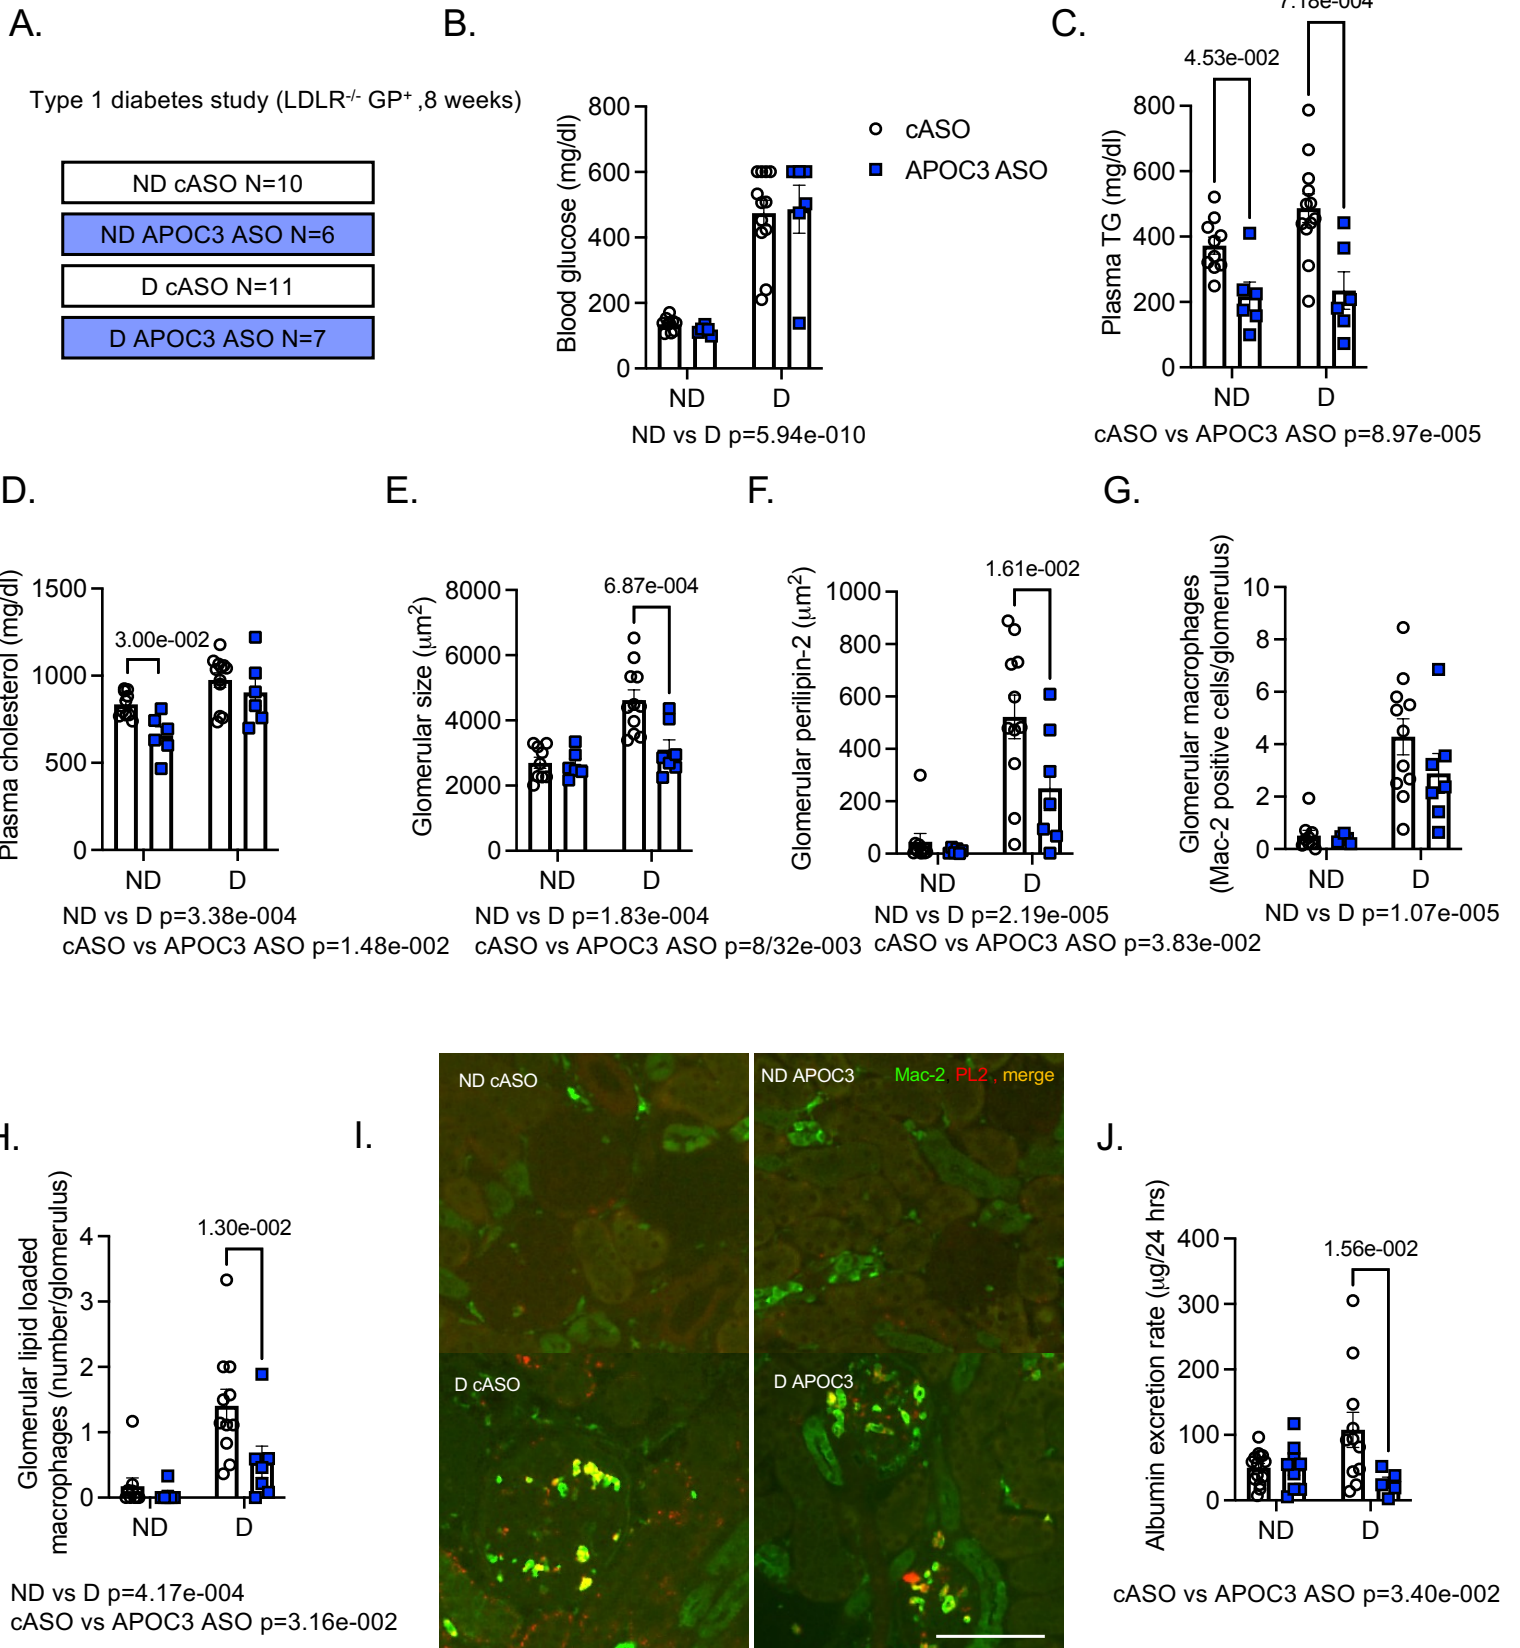 A.
Type 1 diabetes study (LDLR-/- GP+ ,8 weeks)
ND cASO N=10
ND APOC3 ASO N=6
D cASO N=11
D APOC3 ASO N=7
B.
Blood glucose (mg/dl)
800
600
400
200
0
ND D
ND vs D p=5.94e-010
cASO
APOC3 ASO
C.
7.18e-004
4.53e-002
Plasma TG (mg/dl)
800
600
400
200
0
ND D
cASO vs APOC3 ASO p=8.97e-005
D.
Plasma cholesterol (mg/dl)
1500
1000
500
0
3.00e-002
ND D
ND vs D p=3.38e-004
cASO vs APOC3 ASO p=1.48e-002
E.
Glomerular size (μm2)
8000
6000
4000
2000
0
6.87e-004
ND D
ND vs D p=1.83e-004
cASO vs APOC3 ASO p=8/32e-003
F.
Glomerular perilipin-2 (μm2)
1000
800
600
400
200
0
1.61e-002
ND D
ND vs D p=2.19e-005
cASO vs APOC3 ASO p=3.83e-002
G.
Glomerular macrophages
(Mac-2 positive cells/glomerulus)
10
8
6
4
2
0
ND D
ND vs D p=1.07e-005
H.
Glomerular lipid loaded
macrophages (number/glomerulus)
4
3
2
1
0
1.30e-002
ND D
ND vs D p=4.17e-004
cASO vs APOC3 ASO p=3.16e-002
I.
ND cASO
ND APOC3
Mac-2, PL2, merge
D cASO
D APOC3
J.
Albumin excretion rate (μg/24 hrs)
400
300
200
100
0
1.56e-002
ND D
cASO vs APOC3 ASO p=3.40e-002